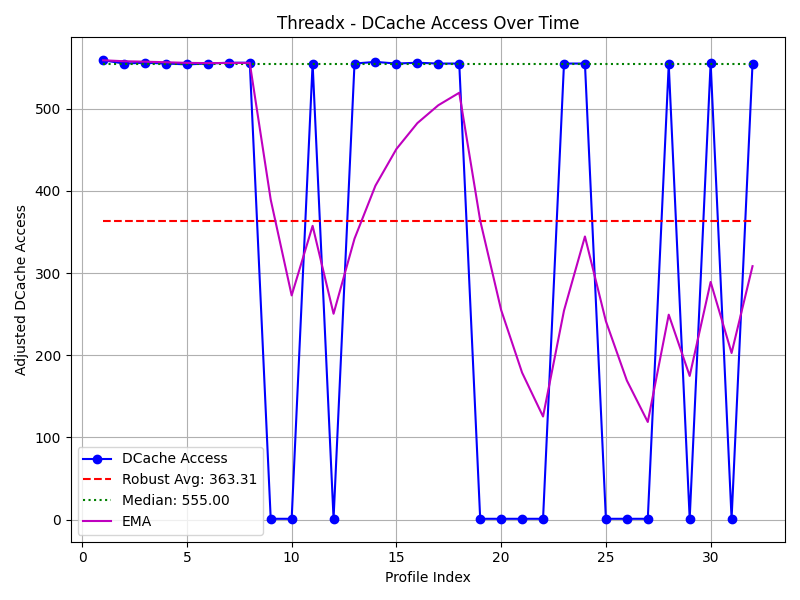 Threadx - DCache Access Over Time
Adjusted DCache Access
500
400
300
200
100
0
DCache Access
Robust Avg: 363.31
Median: 555.00
EMA
0 5 10 15 20 25 30
Profile Index